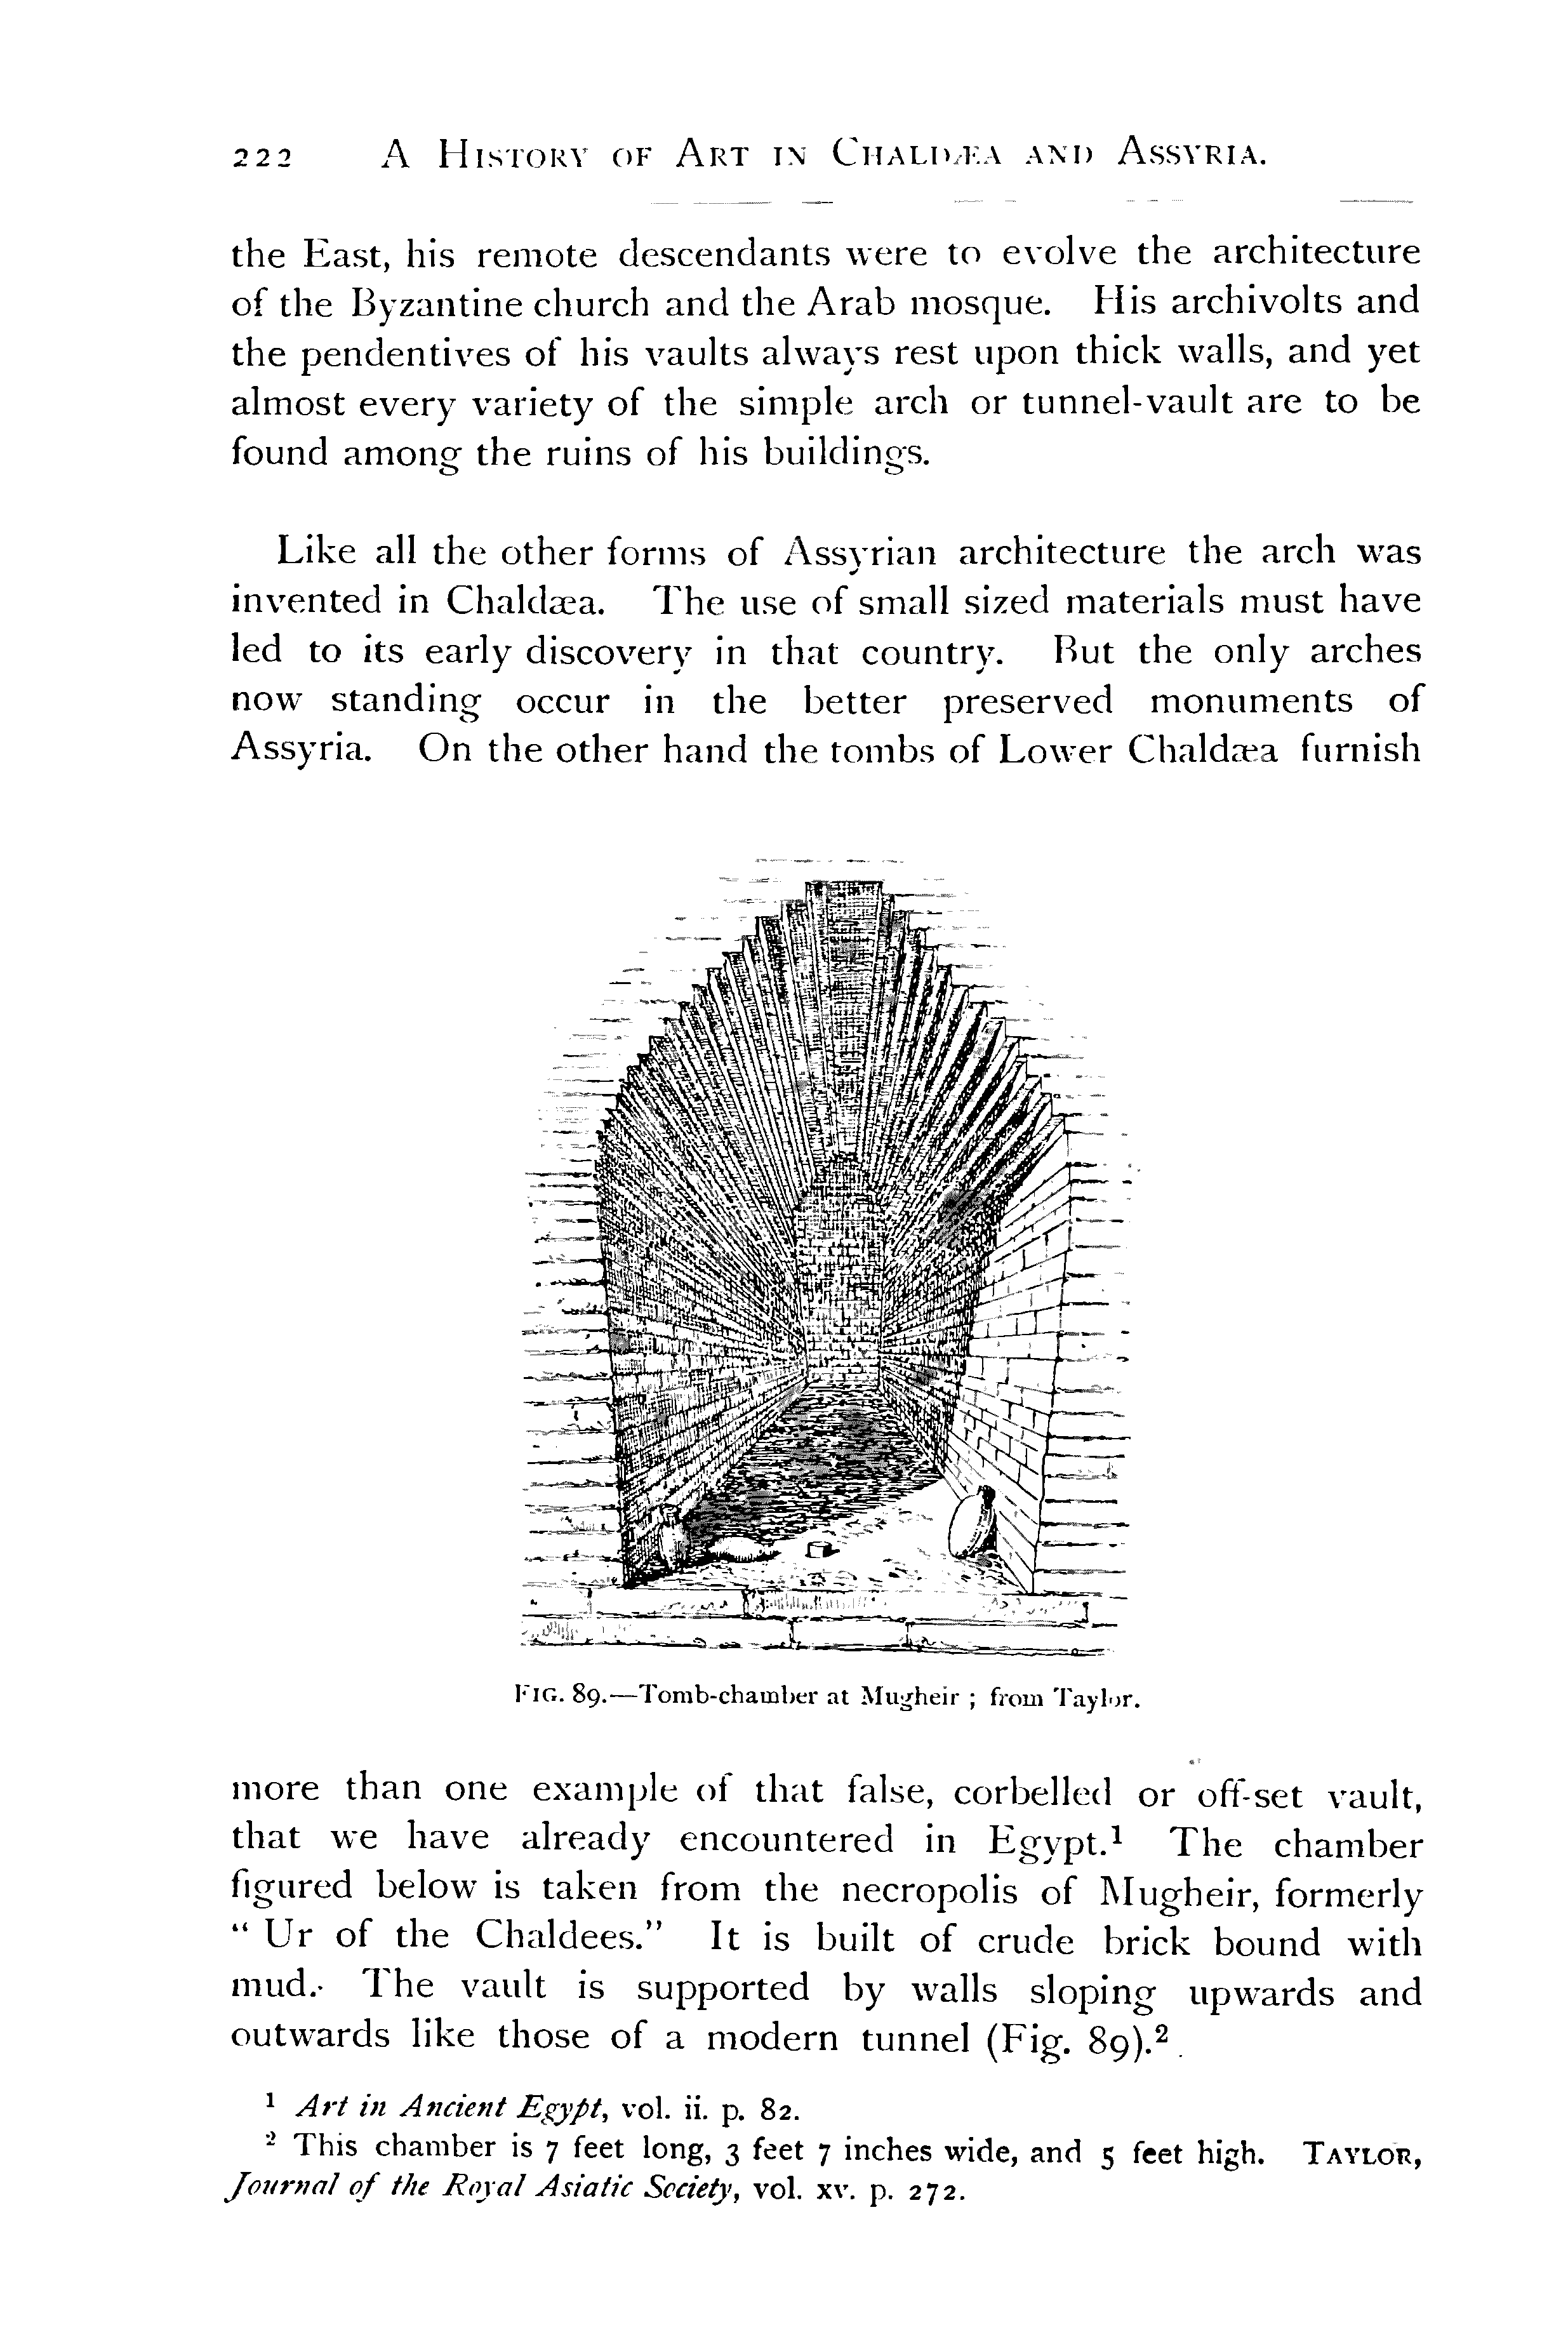 222 A History of Art in Chaldæa and Assyria.
the East, his remote descendants were to evolve the architecture
of the Byzantine church and the Arab mosque. His archivolts and
the pendentives of his vaults always rest upon thick walls, and yet
almost every variety of the simple arch or tunnel-vault are to be
found among the ruins of his buildings.
Like all the other forms of Assyrian architecture the arch was
invented in Chaldæa. The use of small sized materials must have
led to its early discovery in that country. But the only arches
now standing occur in the better preserved monuments of
Assyria. On the other hand the tombs of Lower Chaldæa furnish
Fig. 89.—Tomb-chamber at Mugheir ; from Taylor.
more than one example of that false, corbelled or off-set vault,
that we have already encountered in Egypt.¹ The chamber
figured below is taken from the necropolis of Mugheir, formerly
“ Ur of the Chaldees.” It is built of crude brick bound with
mud. The vault is supported by walls sloping upwards and
outwards like those of a modern tunnel (Fig. 89).²
¹ Art in Ancient Egypt, vol. ii. p. 82.
² This chamber is 7 feet long, 3 feet 7 inches wide, and 5 feet high. Taylor,
Journal of the Royal Asiatic Society, vol. xv. p. 272.